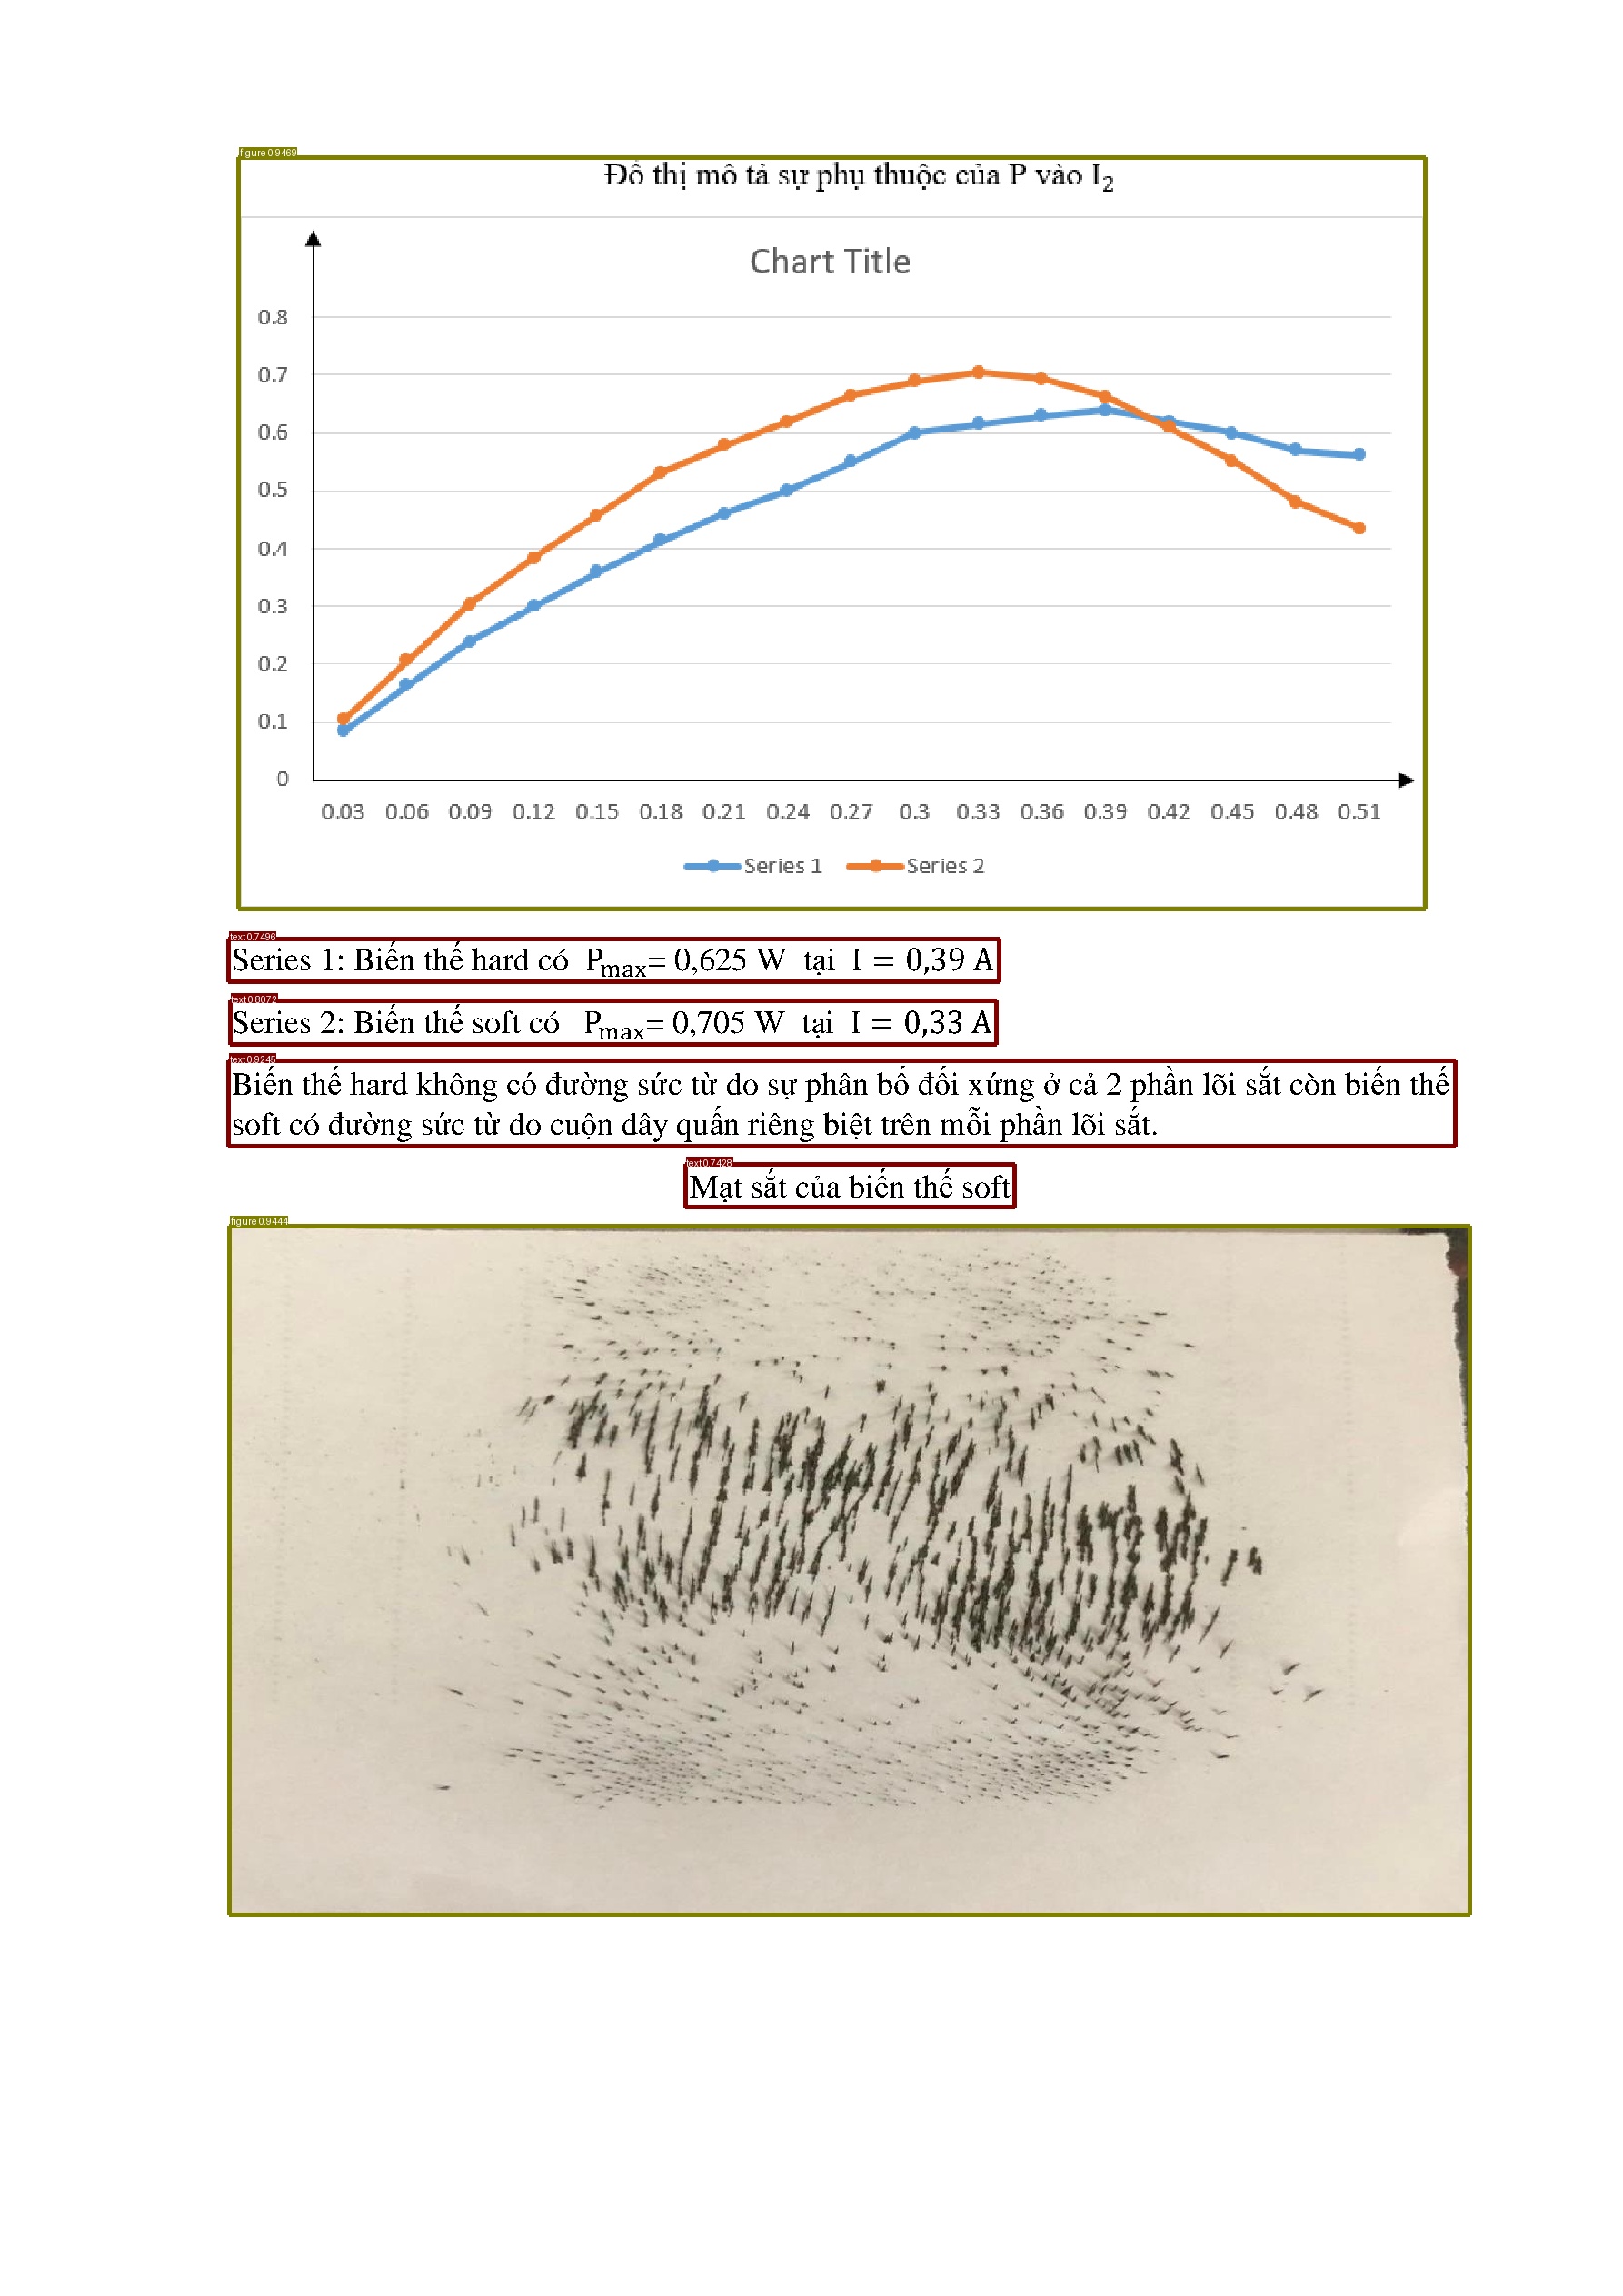 figure 0.9469
Đồ thị mô tả sự phụ thuộc của P vào I₂
Chart Title
0.8
0.7
0.6
0.5
0.4
0.3
0.2
0.1
0
0.03 0.06 0.09 0.12 0.15 0.18 0.21 0.24 0.27 0.3 0.33 0.36 0.39 0.42 0.45 0.48 0.51
Series 1 Series 2
text 0.7496
Series 1: Biến thế hard có Pmax= 0,625 W tại I = 0,39 A
text 0.8072
Series 2: Biến thế soft có Pmax= 0,705 W tại I = 0,33 A
text 0.9245
Biến thế hard không có đường sức từ do sự phân bố đối xứng ở cả 2 phần lõi sắt còn biến thế
soft có đường sức từ do cuộn dây quấn riêng biệt trên mỗi phần lõi sắt.
text 0.7428
Mạt sắt của biến thế soft
figure 0.9444